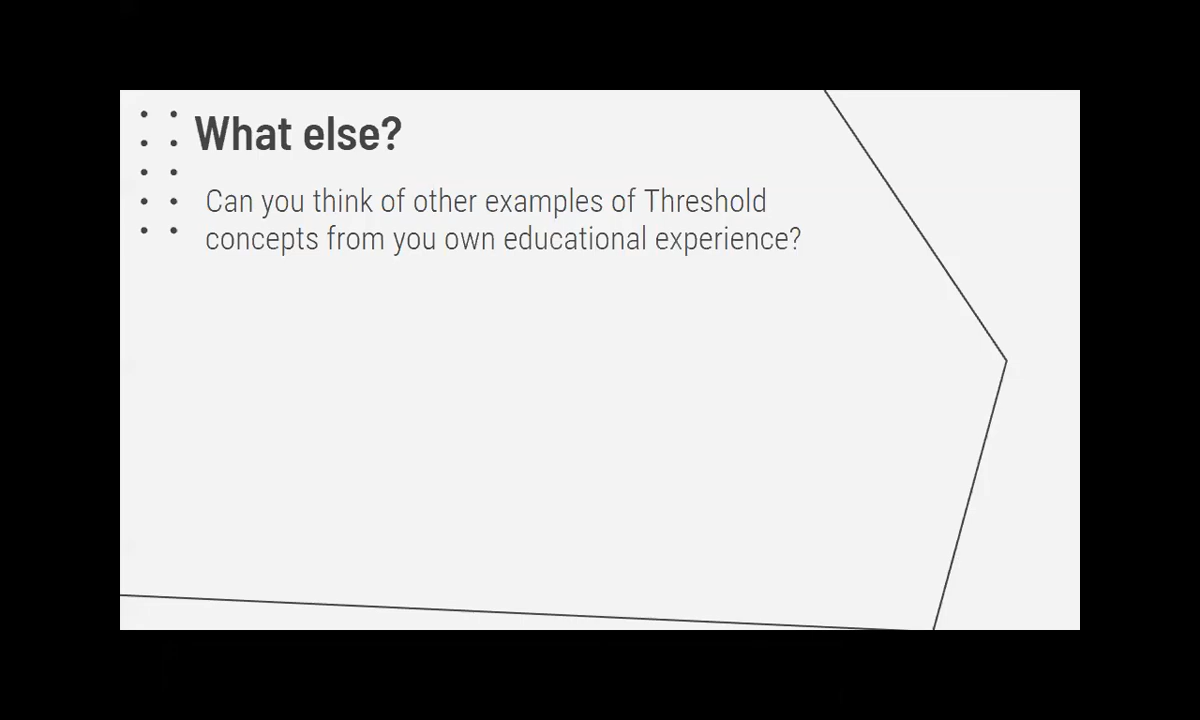 What else?
Can you think of other examples of Threshold
concepts from you own educational experience?